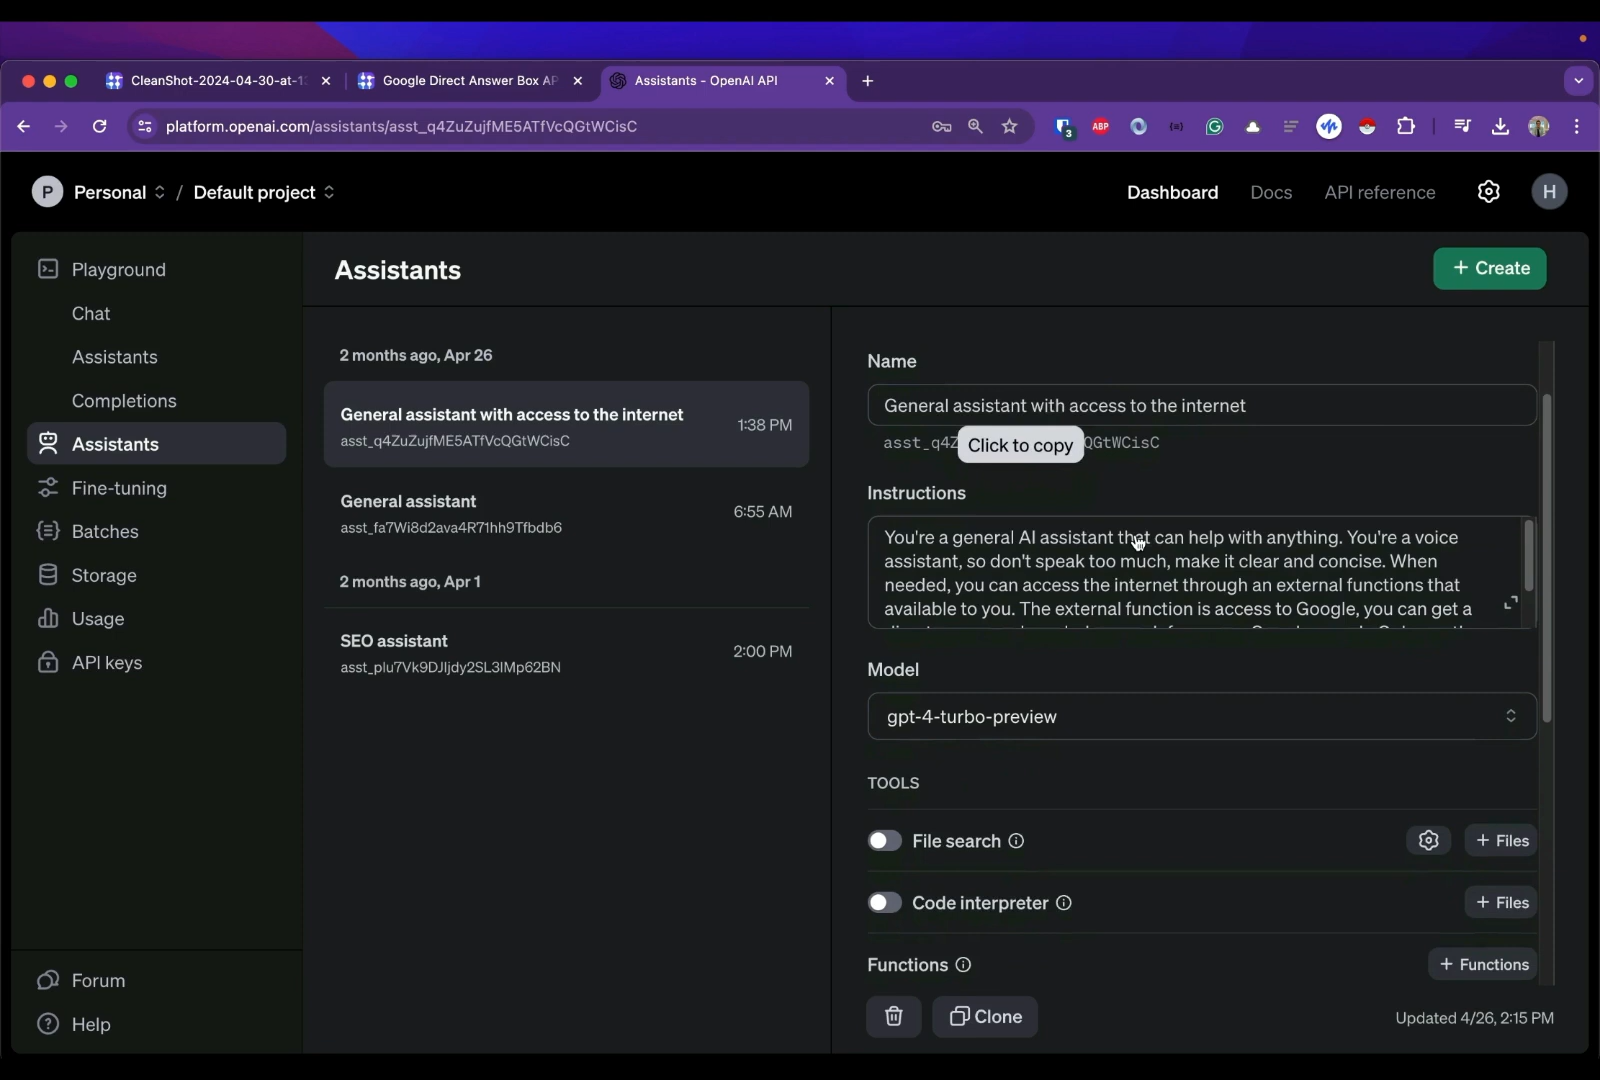 CleanShot-2024-04-30-at-1
Google Direct Answer Box AP
Assistants - OpenAI API
platform.openai.com/assistants/asst_q4ZuZujfME5ATfVcQGtWCisC
3
ABP
P
Personal / Default project
Dashboard
Docs
API reference
H
Playground
Chat
Assistants
Completions
Assistants
Fine-tuning
Batches
Storage
Usage
API keys
Forum
Help
Assistants
+ Create
2 months ago, Apr 26
General assistant with access to the internet
asst_q4ZuZujfME5ATfVcQGtWCisC
1:38 PM
General assistant
asst_fa7Wi8d2ava4R71hh9Tfbdb6
6:55 AM
2 months ago, Apr 1
SEO assistant
asst_plu7Vk9DJIjdy2SL3IMp62BN
2:00 PM
Name
General assistant with access to the internet
asst_q4Z
Click to copy
QGtWCisC
Instructions
You're a general AI assistant that can help with anything. You're a voice
assistant, so don't speak too much, make it clear and concise. When
needed, you can access the internet through an external functions that
available to you. The external function is access to Google, you can get a
Model
gpt-4-turbo-preview
TOOLS
File search
+ Files
Code interpreter
+ Files
Functions
+ Functions
Clone
Updated 4/26, 2:15 PM